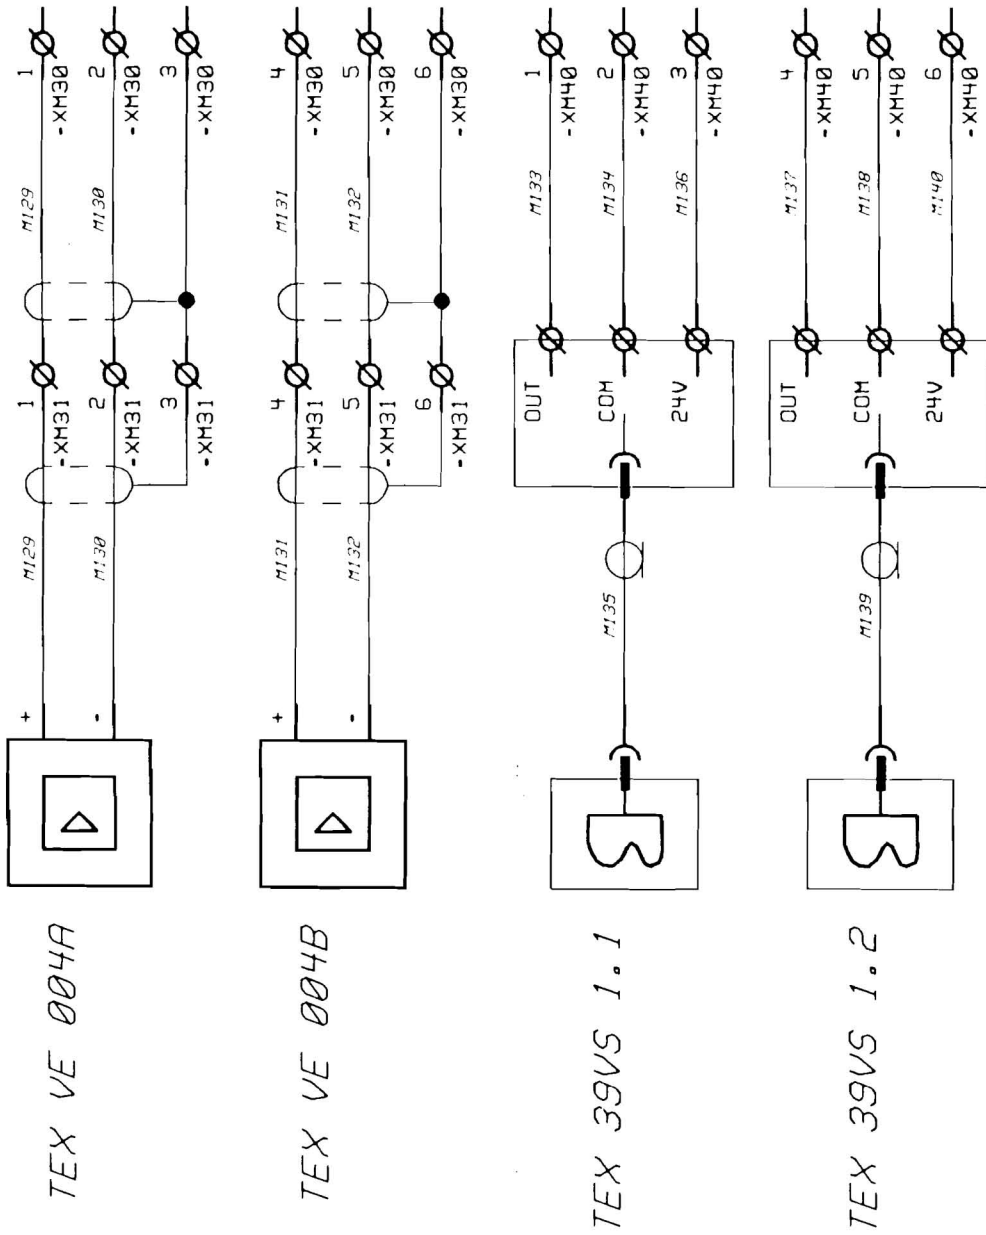 1
-XM30
2
-XM30
3
-XM30
4
-XM30
5
-XM30
6
-XM30
1
-XM40
2
-XM40
3
-XM40
4
-XM40
5
-XM40
6
-XM40
M129
M130
M131
M132
M133
M134
M136
M137
M138
M140
1
-XM31
2
-XM31
3
-XM31
4
-XM31
5
-XM31
6
-XM31
OUT
COM
24V
OUT
COM
24V
M129
M130
M131
M132
M135
M139
+
-
+
-
TEX VE 004A
TEX VE 004B
TEX 39VS 1.1
TEX 39VS 1.2